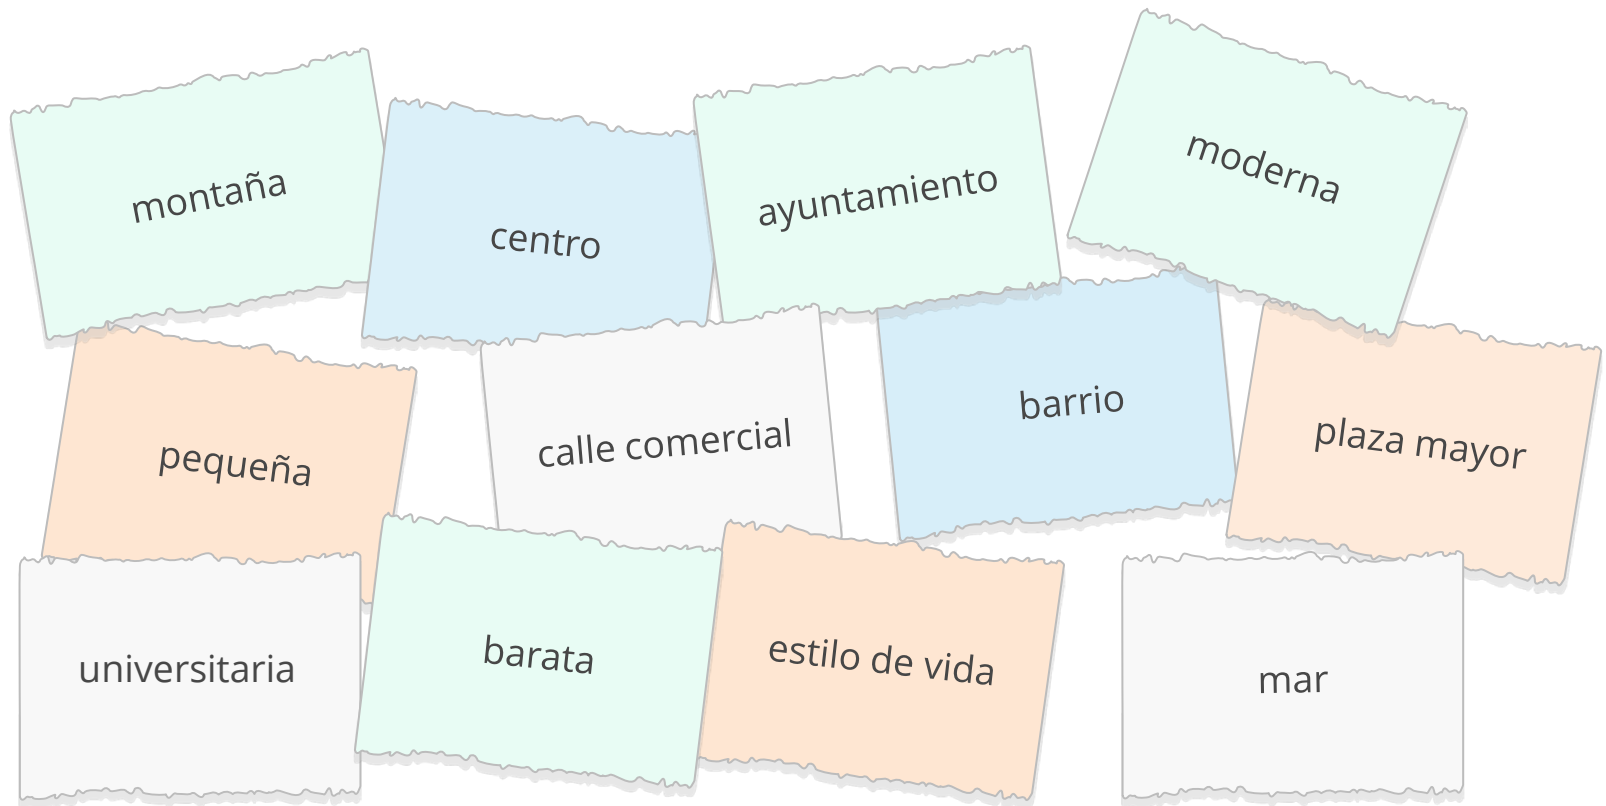 montaña
centro
ayuntamiento
moderna
pequeña
calle comercial
barrio
plaza mayor
universitaria
barata
estilo de vida
mar